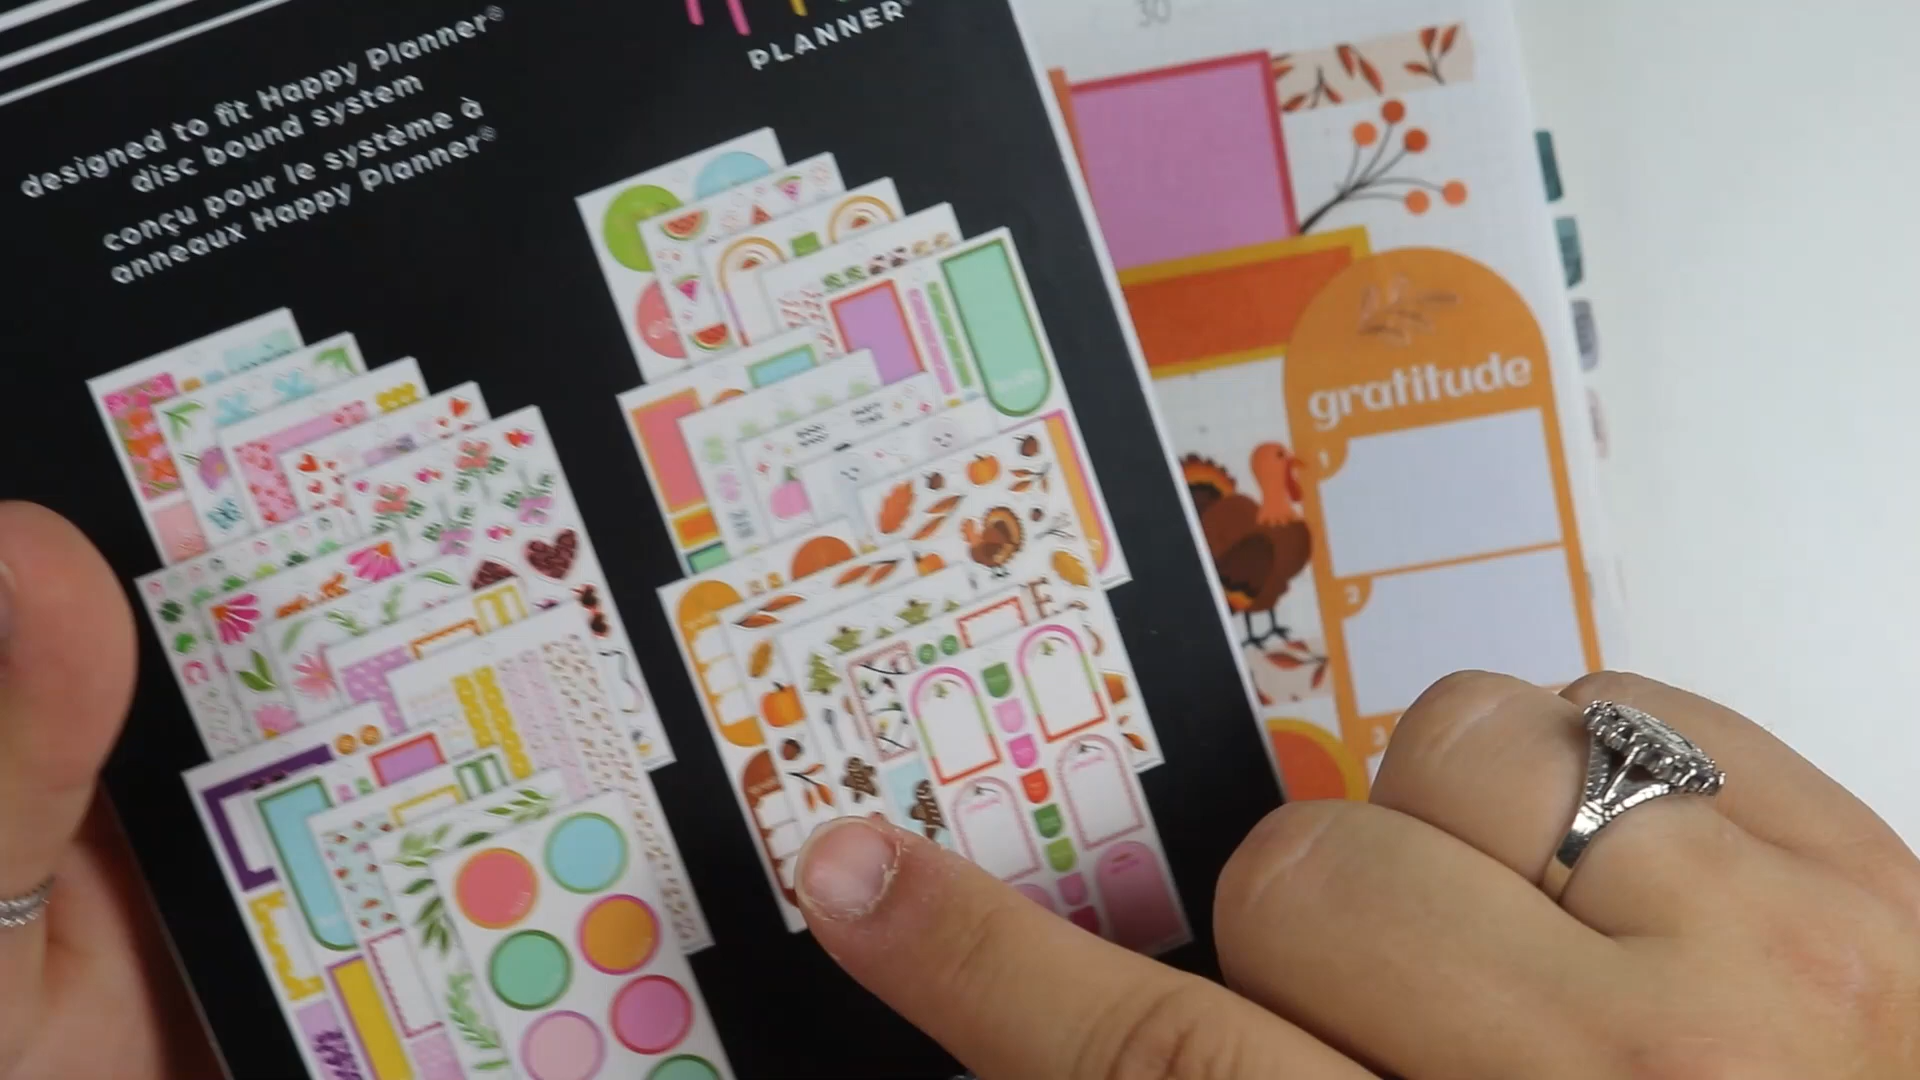 designed to fit Happy Planner®
disc bound system
conçu pour le système à
anneaux Happy Planner®
PLANNER®
30
gratitude
1
2
3